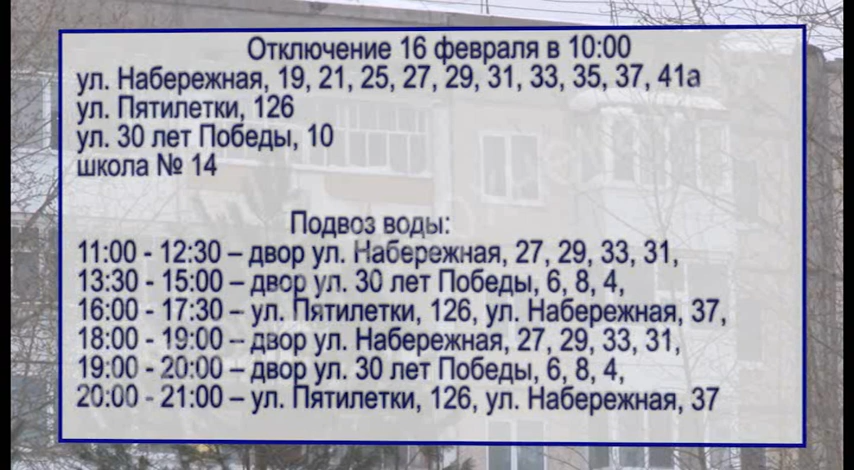 Отключение 16 февраля в 10:00
ул. Набережная, 19, 21, 25, 27, 29, 31, 33, 35, 37, 41а
ул. Пятилетки, 126
ул. 30 лет Победы, 10
школа № 14
Подвоз воды:
11:00 - 12:30 – двор ул. Набережная, 27, 29, 33, 31,
13:30 - 15:00 – двор ул. 30 лет Победы, 6, 8, 4,
16:00 - 17:30 – ул. Пятилетки, 126, ул. Набережная, 37,
18:00 - 19:00 – двор ул. Набережная, 27, 29, 33, 31,
19:00 - 20:00 – двор ул. 30 лет Победы, 6, 8, 4,
20:00 - 21:00 – ул. Пятилетки, 126, ул. Набережная, 37